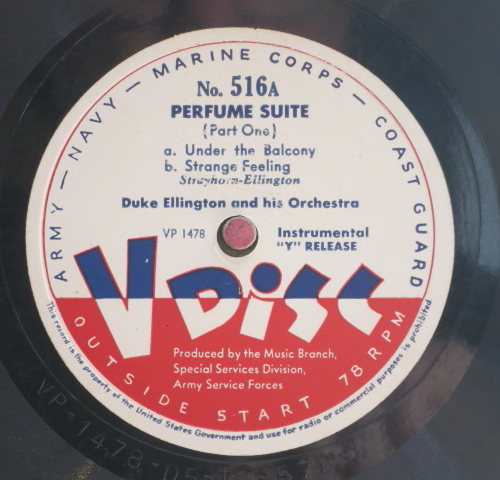 ARMY — NAVY — MARINE CORPS — COAST GUARD
No. 516A
PERFUME SUITE
(Part One)
a. Under the Balcony
b. Strange Feeling
Strayhorn-Ellington
Duke Ellington and his Orchestra
VP 1478
Instrumental
"Y" RELEASE
V DISC
Produced by the Music Branch,
Special Services Division,
Army Service Forces
OUTSIDE START 78 RPM
This record is the property of the United States Government and use for radio or commercial purposes is prohibited
VP-1478